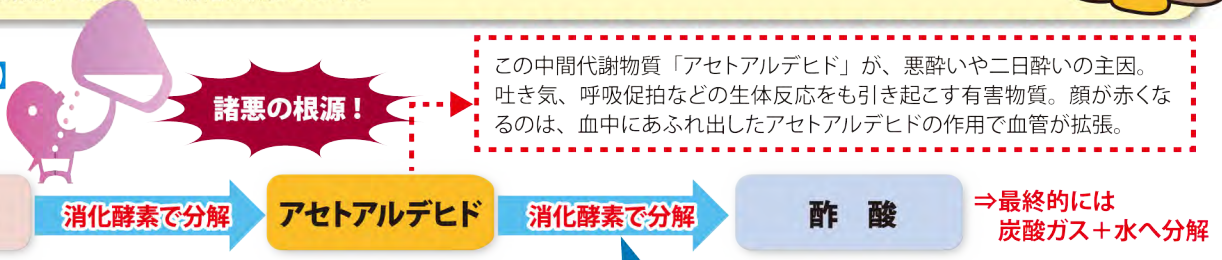 】
諸悪の根源！
この中間代謝物質「アセトアルデヒド」が、悪酔いや二日酔いの主因。
吐き気、呼吸促拍などの生体反応をも引き起こす有害物質。顔が赤くな
るのは、血中にあふれ出したアセトアルデヒドの作用で血管が拡張。
消化酵素で分解
アセトアルデヒド
消化酵素で分解
酢　酸
⇒最終的には
炭酸ガス＋水へ分解